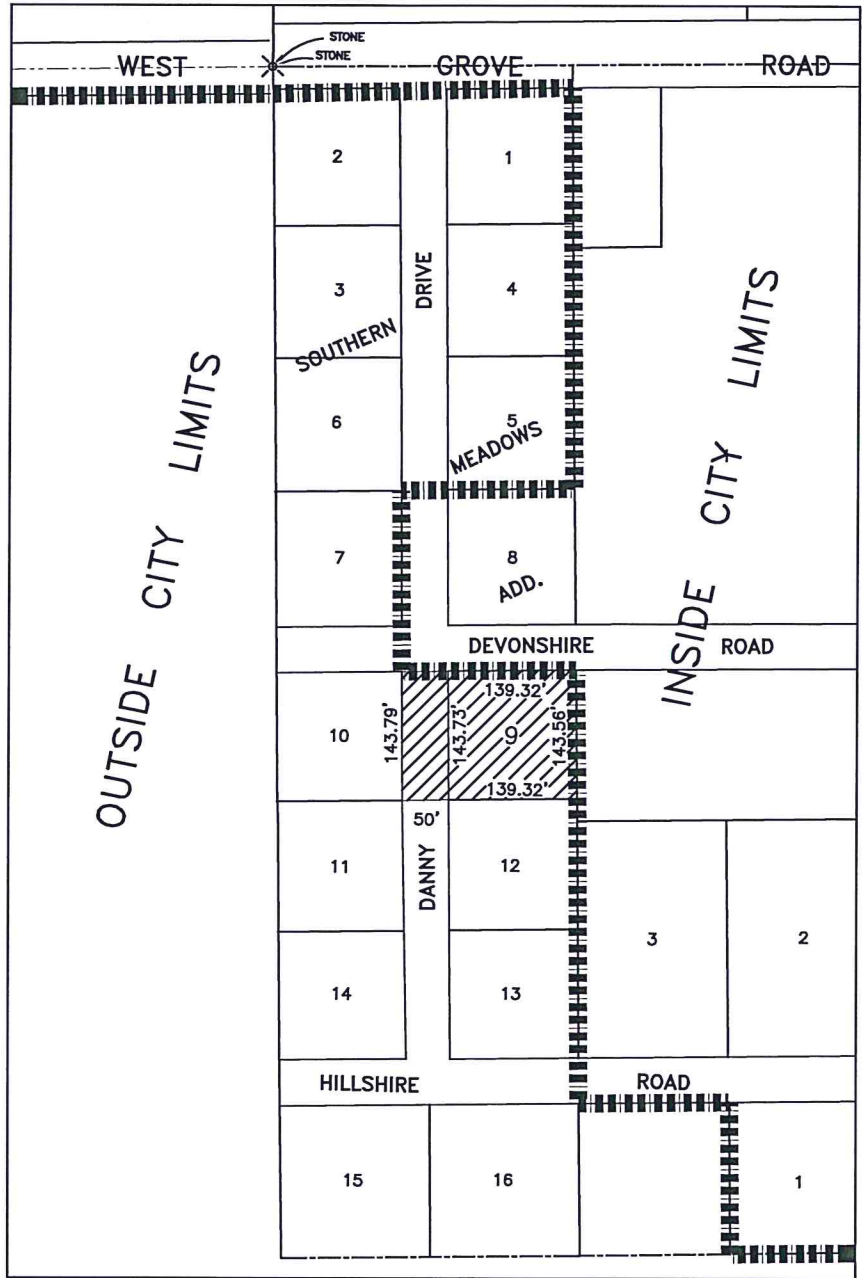 STONE
STONE
WEST GROVE ROAD
2
1
DRIVE
3
4
SOUTHERN
6
5
MEADOWS
7
8
ADD.
OUTSIDE CITY LIMITS
INSIDE CITY LIMITS
DEVONSHIRE ROAD
139.32'
10
143.79'
143.73'
9
143.56'
139.32'
50'
DANNY
11
12
3
2
14
13
HILLSHIRE ROAD
15
16
1